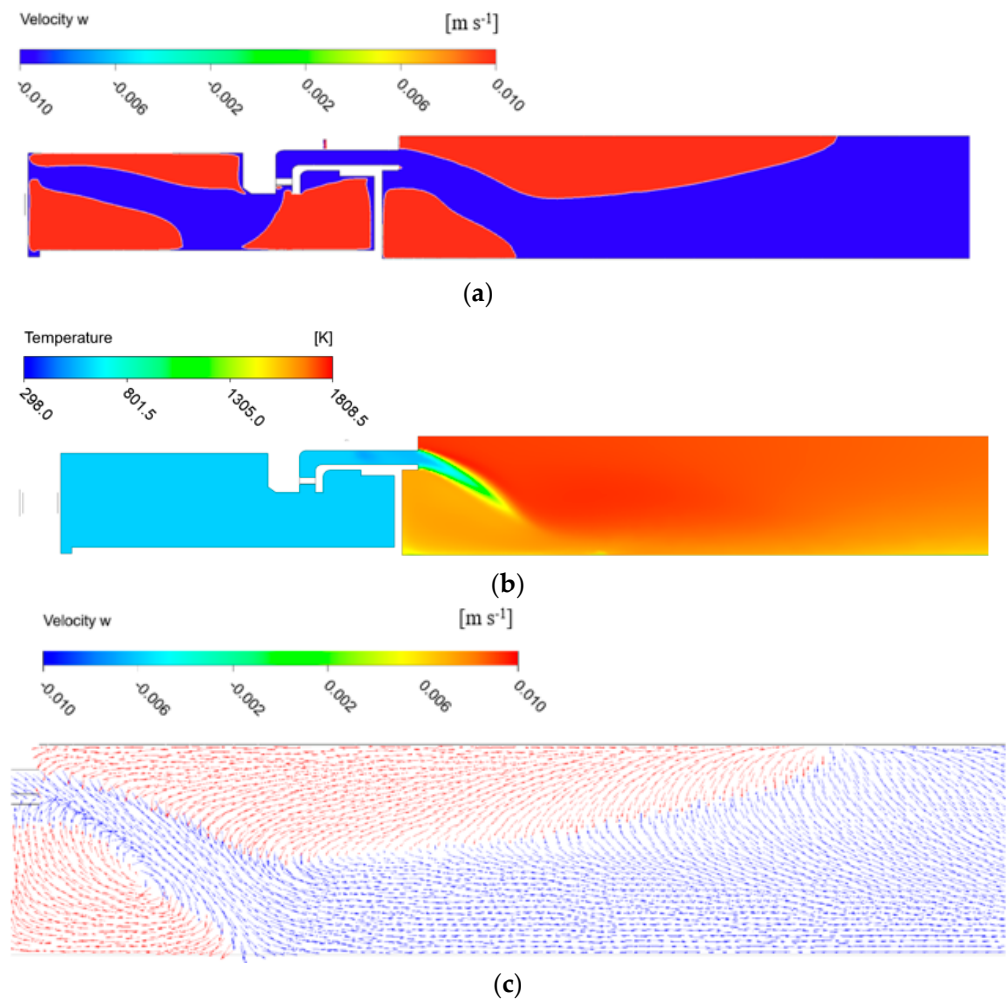 Velocity w [m s-1]
-0.010 -0.006 -0.002 0.002 0.006 0.010
(a)
Temperature [K]
298.0 801.5 1305.0 1808.5
(b)
Velocity w [m s-1]
-0.010 -0.006 -0.002 0.002 0.006 0.010
(c)